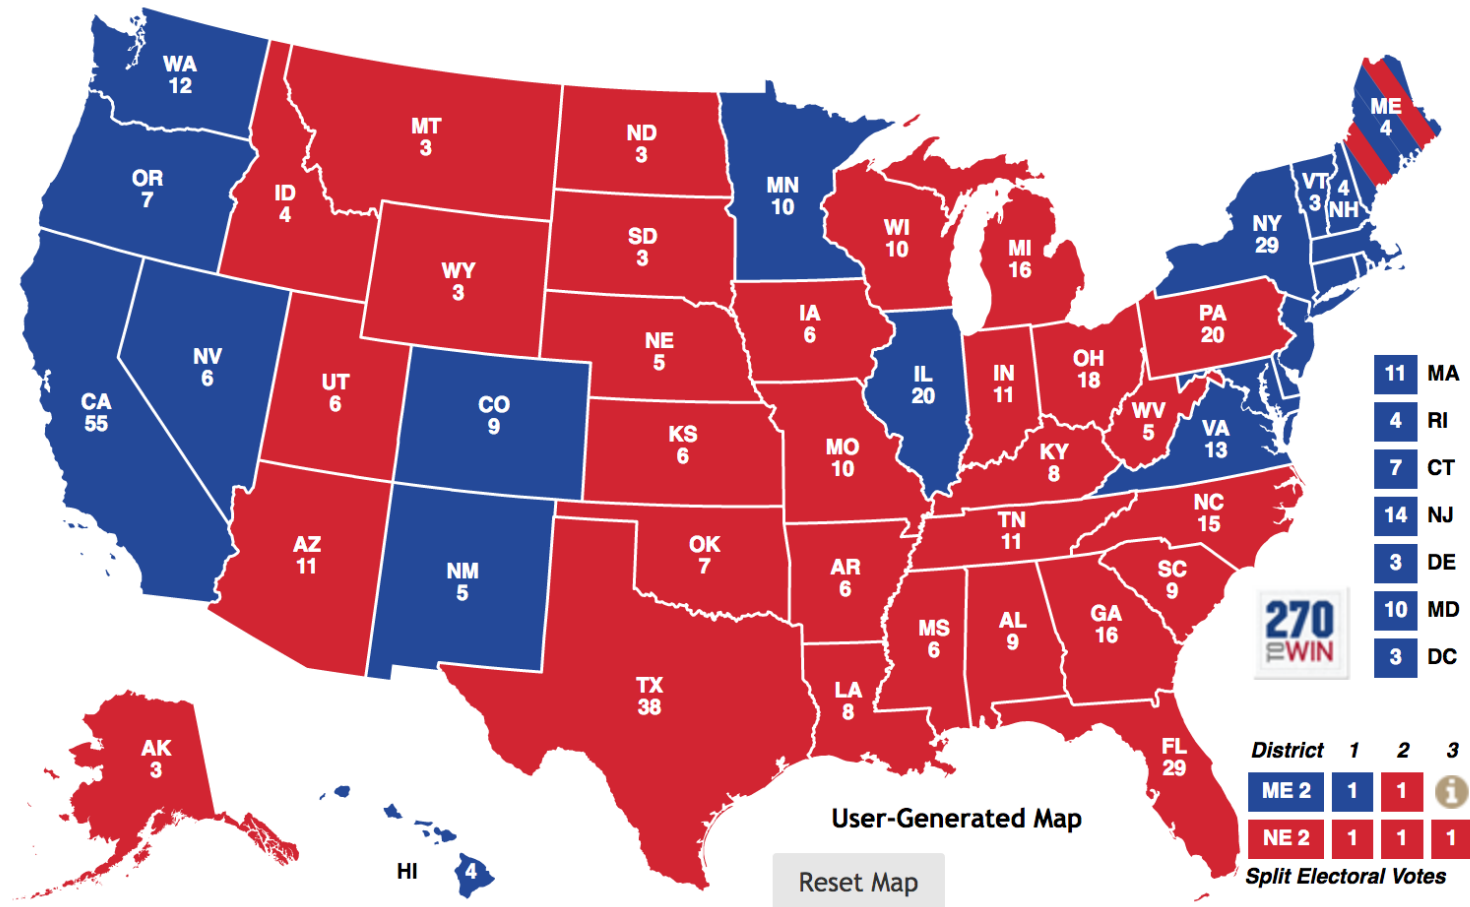 WA
12
MT
3
ND
3
ME
4
OR
7
ID
4
MN
10
VT
3
4
NH
WI
10
NY
29
SD
3
MI
16
WY
3
IA
6
PA
20
NE
5
NV
6
UT
6
OH
18
IN
11
IL
20
CO
9
CA
55
WV
5
VA
13
KS
6
MO
10
KY
8
11 MA
4 RI
7 CT
14 NJ
3 DE
10 MD
3 DC
NC
15
TN
11
AZ
11
OK
7
NM
5
AR
6
SC
9
GA
16
AL
9
MS
6
270
TO
WIN
TX
38
LA
8
AK
3
FL
29
HI
4
User-Generated Map
Reset Map
District 1 2 3
ME 2 1 1 i
NE 2 1 1 1
Split Electoral Votes